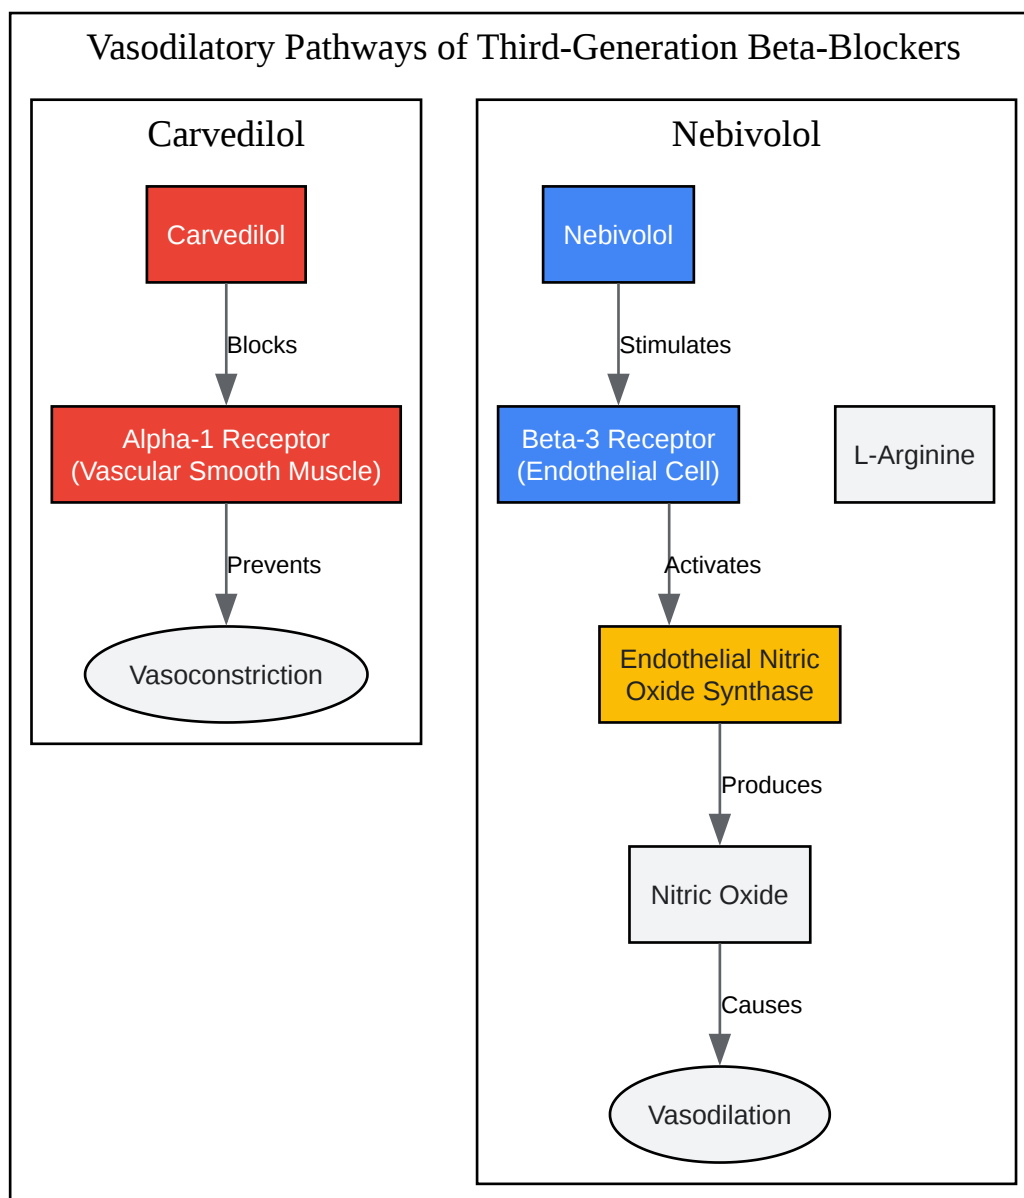 Vasodilatory Pathways of Third-Generation Beta-Blockers
Carvedilol
Carvedilol
Blocks
Alpha-1 Receptor
(Vascular Smooth Muscle)
Prevents
Vasoconstriction
Nebivolol
Nebivolol
Stimulates
Beta-3 Receptor
(Endothelial Cell)
L-Arginine
Activates
Endothelial Nitric
Oxide Synthase
Produces
Nitric Oxide
Causes
Vasodilation